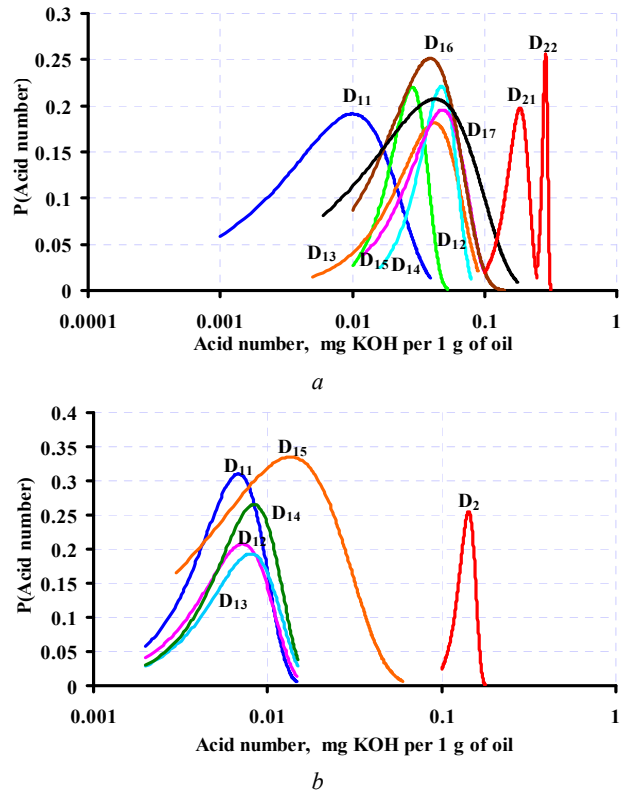 0.3
0.25
0.2
0.15
0.1
0.05
0
P(Acid number)
D11
D16
D22
D21
D17
D13
D15
D14
D12
0.0001 0.001 0.01 0.1 1
Acid number, mg KOH per 1 g of oil
a
0.4
0.35
0.3
0.25
0.2
0.15
0.1
0.05
0
P(Acid number)
D15
D11
D14
D12
D13
D2
0.001 0.01 0.1 1
Acid number, mg KOH per 1 g of oil
b